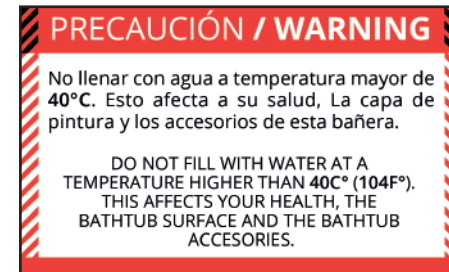 PRECAUCIÓN / WARNING
No llenar con agua a temperatura mayor de
40°C. Esto afecta a su salud, La capa de
pintura y los accesorios de esta bañera.
DO NOT FILL WITH WATER AT A
TEMPERATURE HIGHER THAN 40C° (104F°).
THIS AFFECTS YOUR HEALTH, THE
BATHTUB SURFACE AND THE BATHTUB
ACCESORIES.